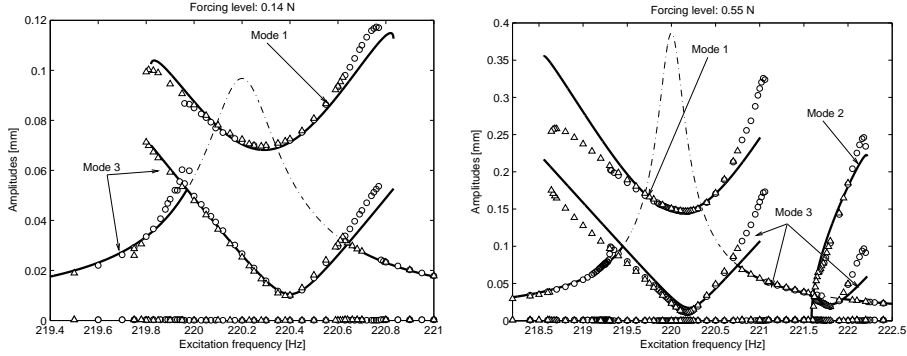 Forcing level: 0.14 N
0.12
0.1
0.08
0.06
0.04
0.02
0
Amplitudes [mm]
Mode 1
Mode 3
219.4 219.6 219.8 220 220.2 220.4 220.6 220.8 221
Excitation frequency [Hz]
Forcing level: 0.55 N
0.5
0.4
0.35
0.3
0.25
0.2
0.15
0.1
0.05
0
Amplitudes [mm]
Mode 1
Mode 2
Mode 3
218.5 219 219.5 220 220.5 221 221.5 222 222.5
Excitation frequency [Hz]